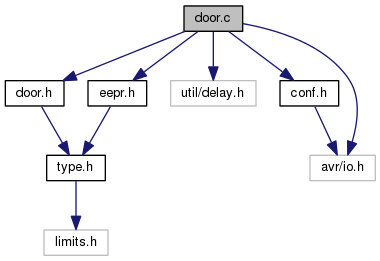 door.c
door.h
eepr.h
util/delay.h
conf.h
type.h
avr/io.h
limits.h